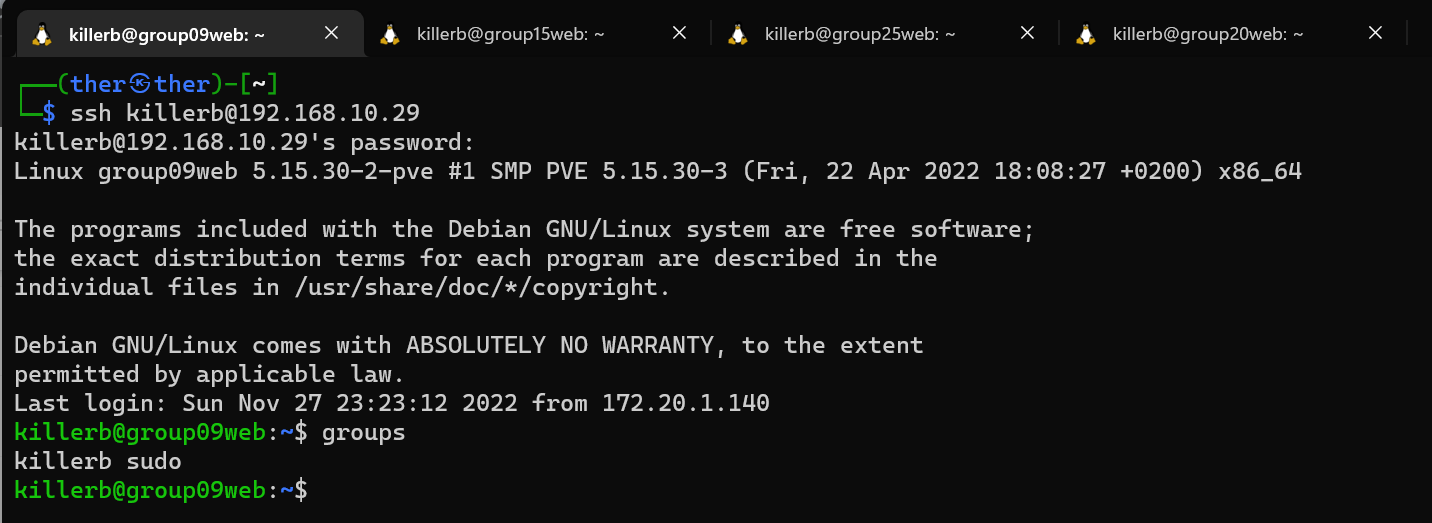 killerb@group09web: ~ killerb@group15web: ~ killerb@group25web: ~ killerb@group20web: ~
┌──(ther㉿ther)-[~]
└─$ ssh killerb@192.168.10.29
killerb@192.168.10.29's password:
Linux group09web 5.15.30-2-pve #1 SMP PVE 5.15.30-3 (Fri, 22 Apr 2022 18:08:27 +0200) x86_64
The programs included with the Debian GNU/Linux system are free software;
the exact distribution terms for each program are described in the
individual files in /usr/share/doc/*/copyright.
Debian GNU/Linux comes with ABSOLUTELY NO WARRANTY, to the extent
permitted by applicable law.
Last login: Sun Nov 27 23:23:12 2022 from 172.20.1.140
killerb@group09web:~$ groups
killerb sudo
killerb@group09web:~$